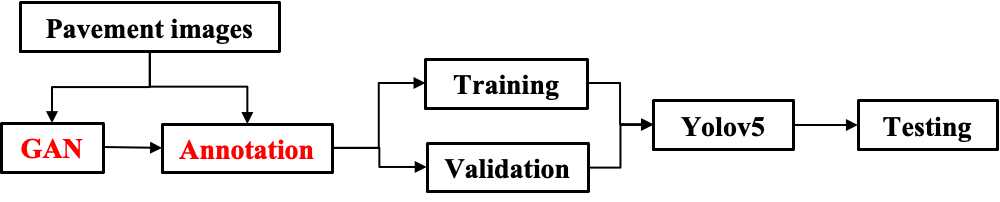 Pavement images
GAN
Annotation
Training
Validation
Yolov5
Testing